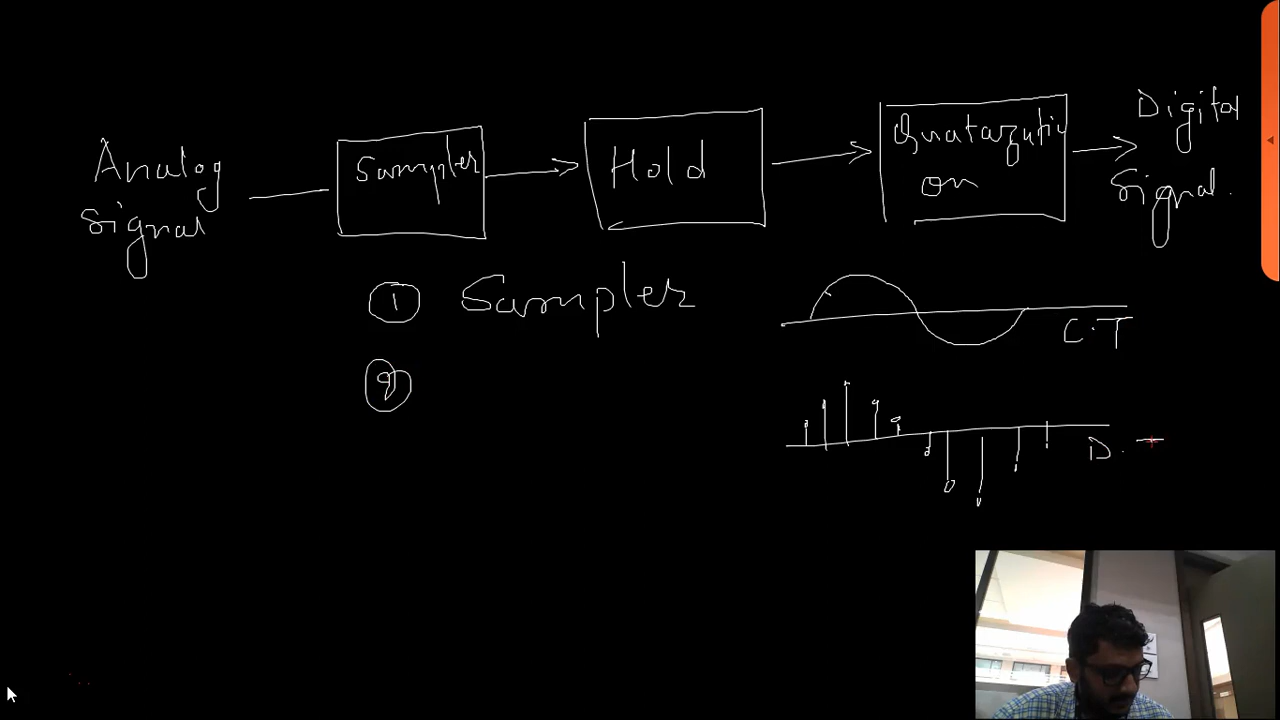 Analog
Signal
Sampler
Hold
Quatazati
on
Digital
Signal.
① Sampler
②
C.T
D.